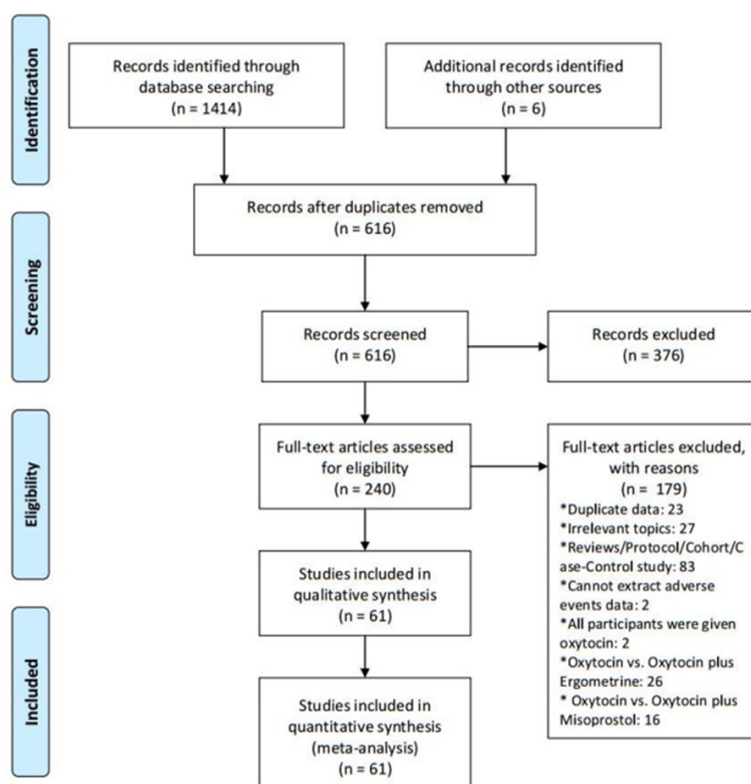 Identification
Records identified through
database searching
(n = 1414)
Additional records identified
through other sources
(n = 6)
Records after duplicates removed
(n = 616)
Screening
Records screened
(n = 616)
Records excluded
(n = 376)
Eligibility
Full-text articles assessed
for eligibility
(n = 240)
Full-text articles excluded,
with reasons
(n = 179)
*Duplicate data: 23
*Irrelevant topics: 27
*Reviews/Protocol/Cohort/C
ase-Control study: 83
*Cannot extract adverse
events data: 2
*All participants were given
oxytocin: 2
*Oxytocin vs. Oxytocin plus
Ergometrine: 26
* Oxytocin vs. Oxytocin plus
Misoprostol: 16
Studies included in
qualitative synthesis
(n = 61)
Included
Studies included in
quantitative synthesis
(meta-analysis)
(n = 61)